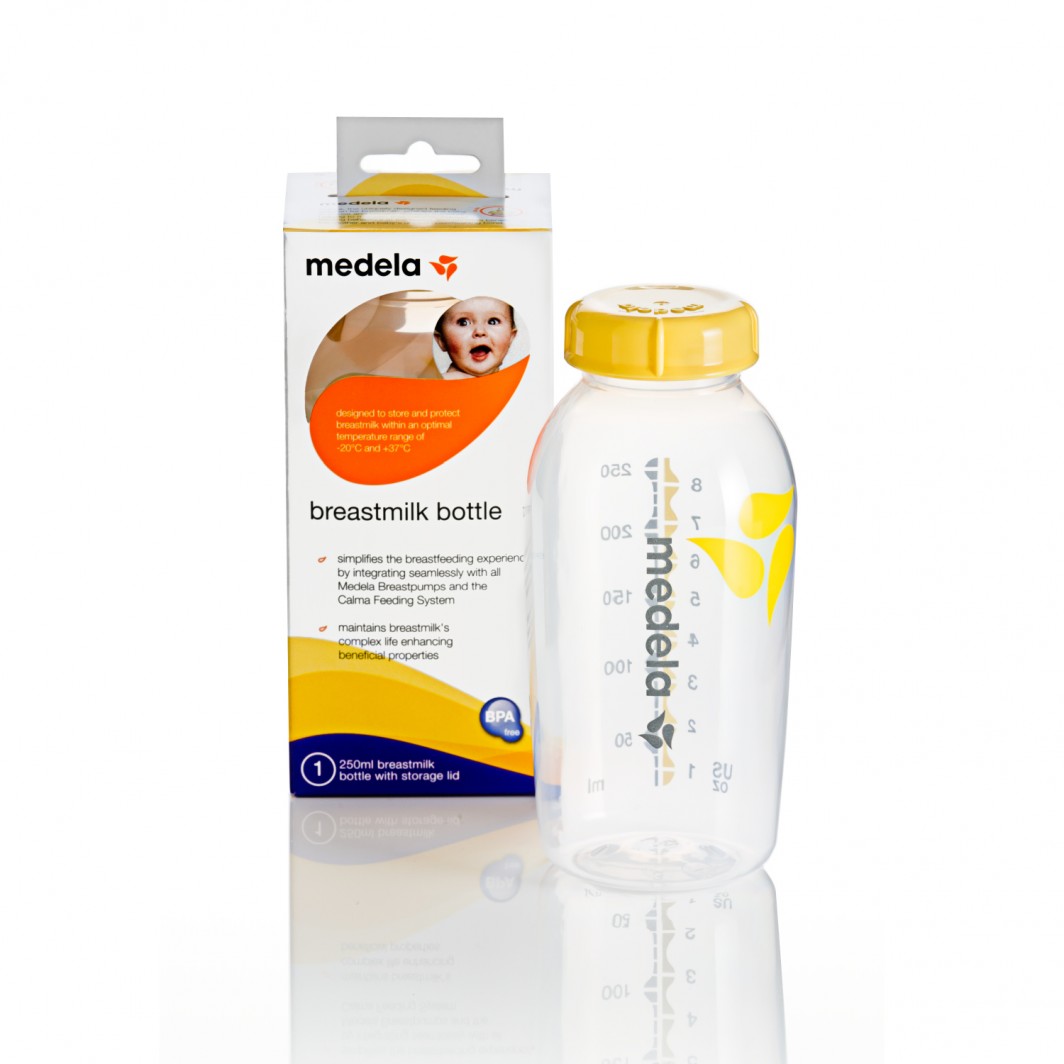 medela
medela
designed to store and protect
breastmilk within an optimal
temperature range of
-20°C and +37°C
breastmilk bottle
simplifies the breastfeeding experienc
by integrating seamlessly with all
Medela Breastpumps and the
Calma Feeding System
maintains breastmilk's
complex life enhancing
beneficial properties
BPA
free
1
250ml breastmilk
bottle with storage lid
medela
medela
250
8
7
200
6
150
5
4
100
3
2
50
1
US
oz
ml